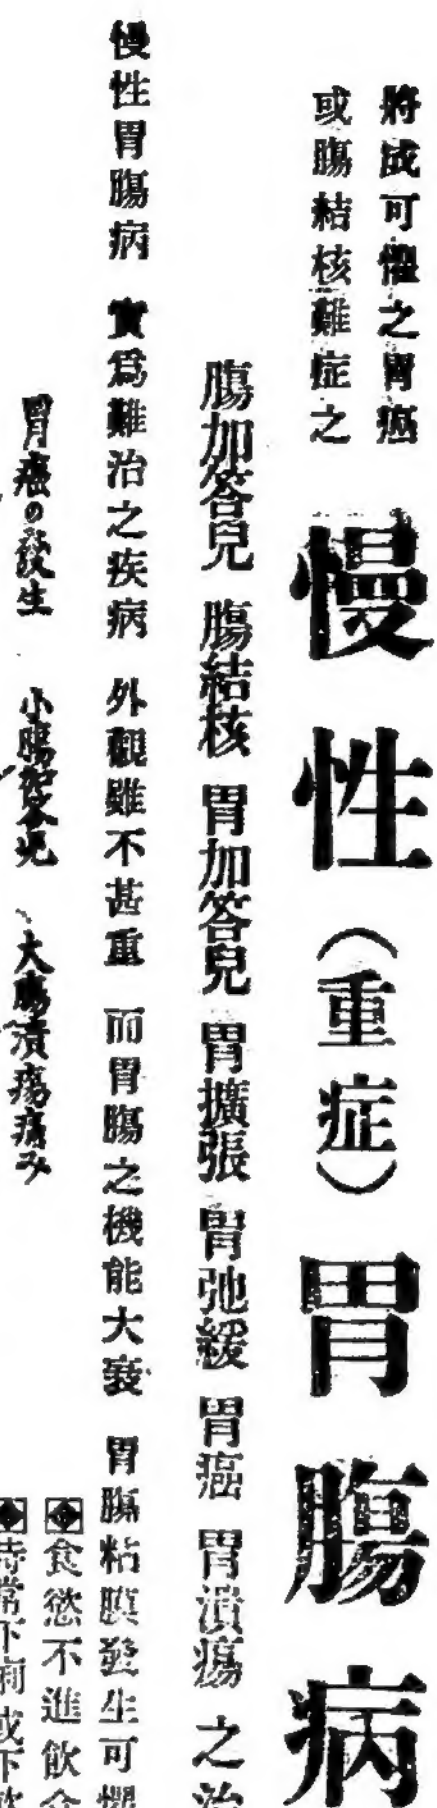 將成可懼之胃癌
或腸結核難症之
慢性（重症）胃腸病
腸加答兒 腸結核 胃加答兒 胃擴張 胃弛緩 胃癌 胃潰瘍 之治
慢性胃腸病 實爲難治之疾病 外觀雖不甚重 而胃腸之機能大衰 胃腸粘膜發生可懼
◆食慾不進飲食
◆時常下痢或下
胃癌の發生 小腸加答兒 大腸潰瘍痛み